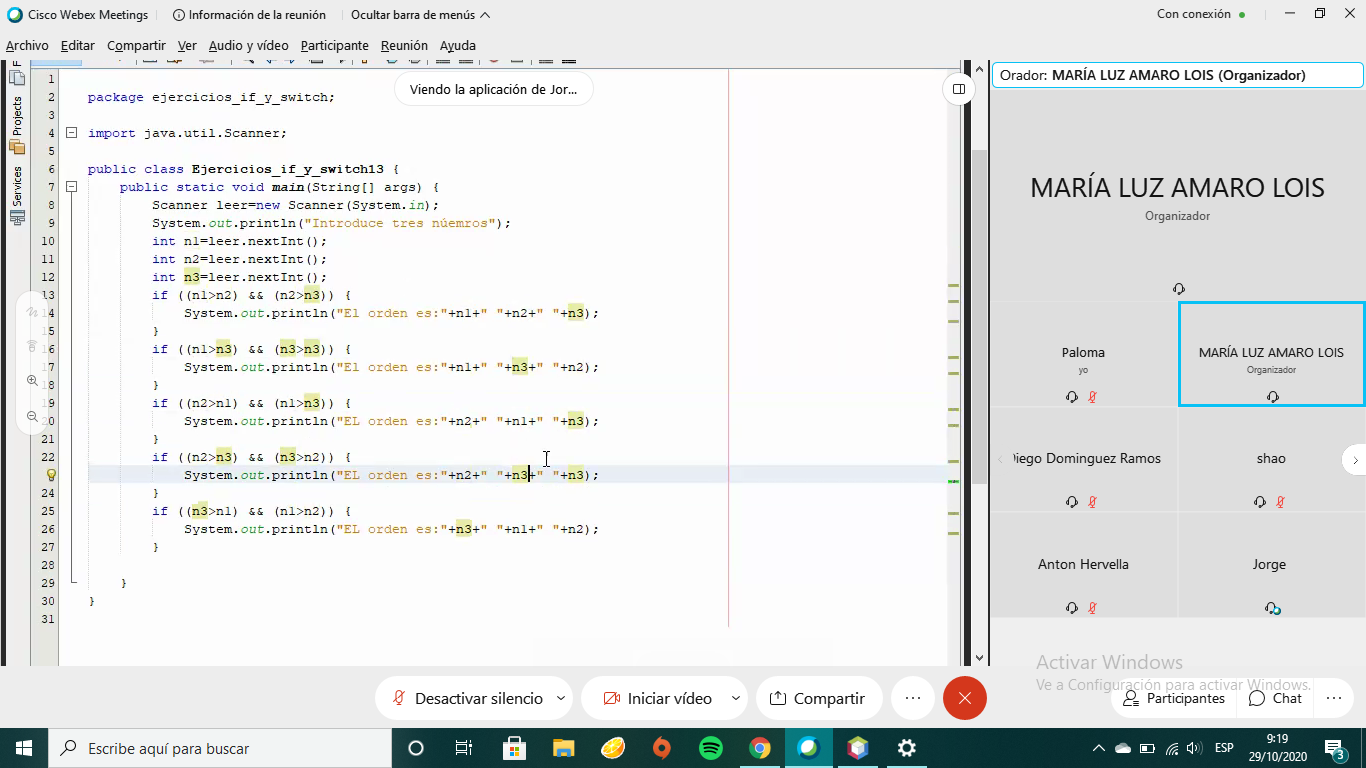 Cisco Webex Meetings
Información de la reunión
Ocultar barra de menús
Con conexión
Archivo Editar Compartir Ver Audio y vídeo Participante Reunión Ayuda
Viendo la aplicación de Jor...
Projects
Services
1
2 package ejercicios_if_y_switch;
3
4 import java.util.Scanner;
5
6 public class Ejercicios_if_y_switch13 {
7 public static void main(String[] args) {
8 Scanner leer=new Scanner(System.in);
9 System.out.println("Introduce tres núemros");
10 int n1=leer.nextInt();
11 int n2=leer.nextInt();
12 int n3=leer.nextInt();
13 if ((n1>n2) && (n2>n3)) {
14 System.out.println("El orden es:"+n1+" "+n2+" "+n3);
15 }
16 if ((n1>n3) && (n3>n3)) {
17 System.out.println("El orden es:"+n1+" "+n3+" "+n2);
18 }
19 if ((n2>n1) && (n1>n3)) {
20 System.out.println("EL orden es:"+n2+" "+n1+" "+n3);
21 }
22 if ((n2>n3) && (n3>n2)) {
System.out.println("EL orden es:"+n2+" "+n3+" "+n3);
24 }
25 if ((n3>n1) && (n1>n2)) {
26 System.out.println("EL orden es:"+n3+" "+n1+" "+n2);
27 }
28
29 }
30 }
31
Orador: MARÍA LUZ AMARO LOIS (Organizador)
MARÍA LUZ AMARO LOIS
Organizador
Paloma
yo
MARÍA LUZ AMARO LOIS
Organizador
Diego Dominguez Ramos
shao
Anton Hervella
Jorge
Activar Windows
Ve a Configuración para activar Windows.
Desactivar silencio
Iniciar vídeo
Compartir
Participantes
Chat
Escribe aquí para buscar
ESP
9:19
29/10/2020
3